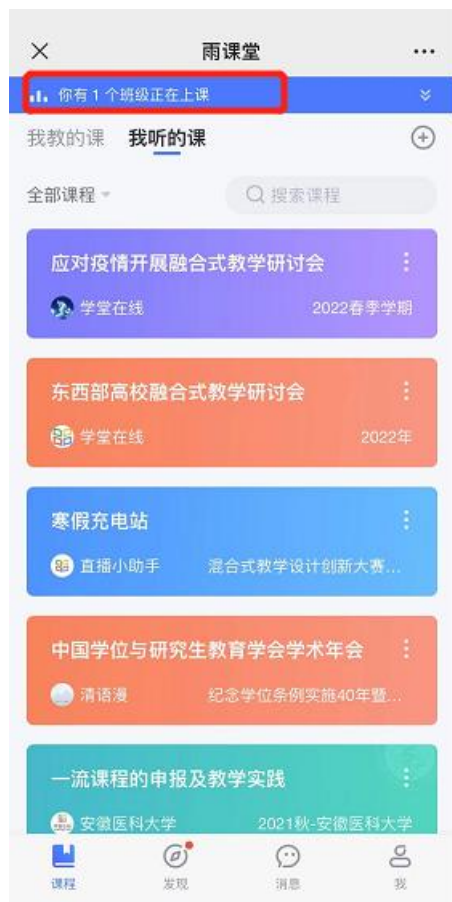 雨课堂
你有1个班级正在上课
我教的课 我听的课
全部课程 搜索课程
应对疫情开展融合式教学研讨会
学堂在线 2022春季学期
东西部高校融合式教学研讨会
学堂在线 2022年
寒假充电站
直播小助手 混合式教学设计创新大赛...
中国学位与研究生教育学会学术年会
清语漫 纪念学位条例实施40年暨...
一流课程的申报及教学实践
安徽医科大学 2021秋-安徽医科大学
课程 发现 消息 我